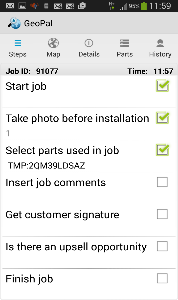 11:59
GeoPal
Steps
Map
Details
Parts
History
Job ID: 91077 Time: 11:57
Start job
Take photo before installation
1
Select parts used in job
TMP:2QM39LDSAZ
Insert job comments
Get customer signature
Is there an upsell opportunity
Finish job